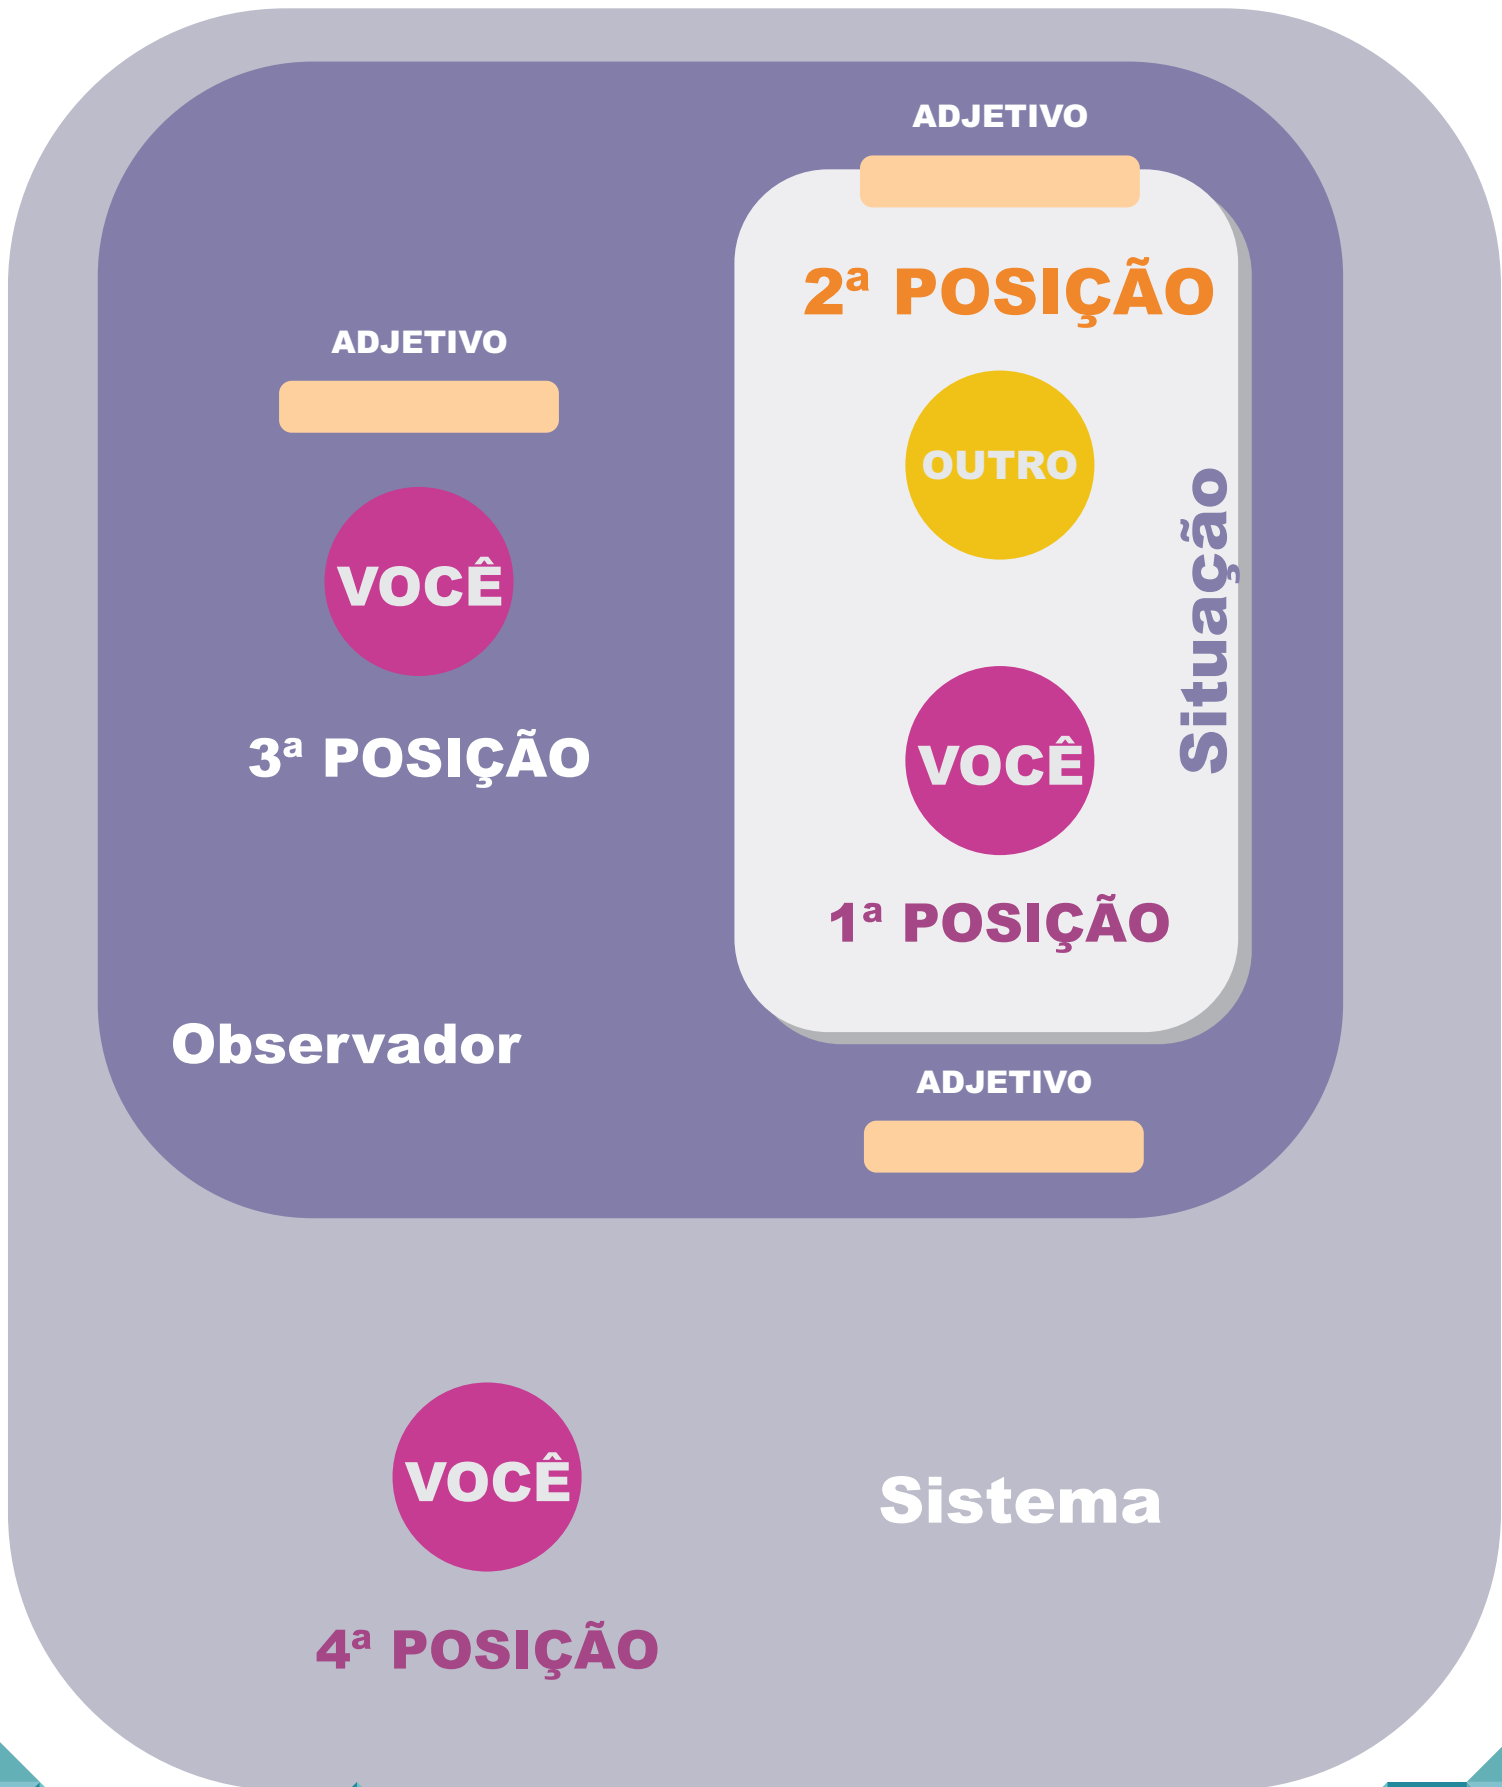 ADJETIVO
2ª POSIÇÃO
OUTRO
Situação
VOCÊ
1ª POSIÇÃO
ADJETIVO
ADJETIVO
VOCÊ
3ª POSIÇÃO
Observador
VOCÊ
4ª POSIÇÃO
Sistema